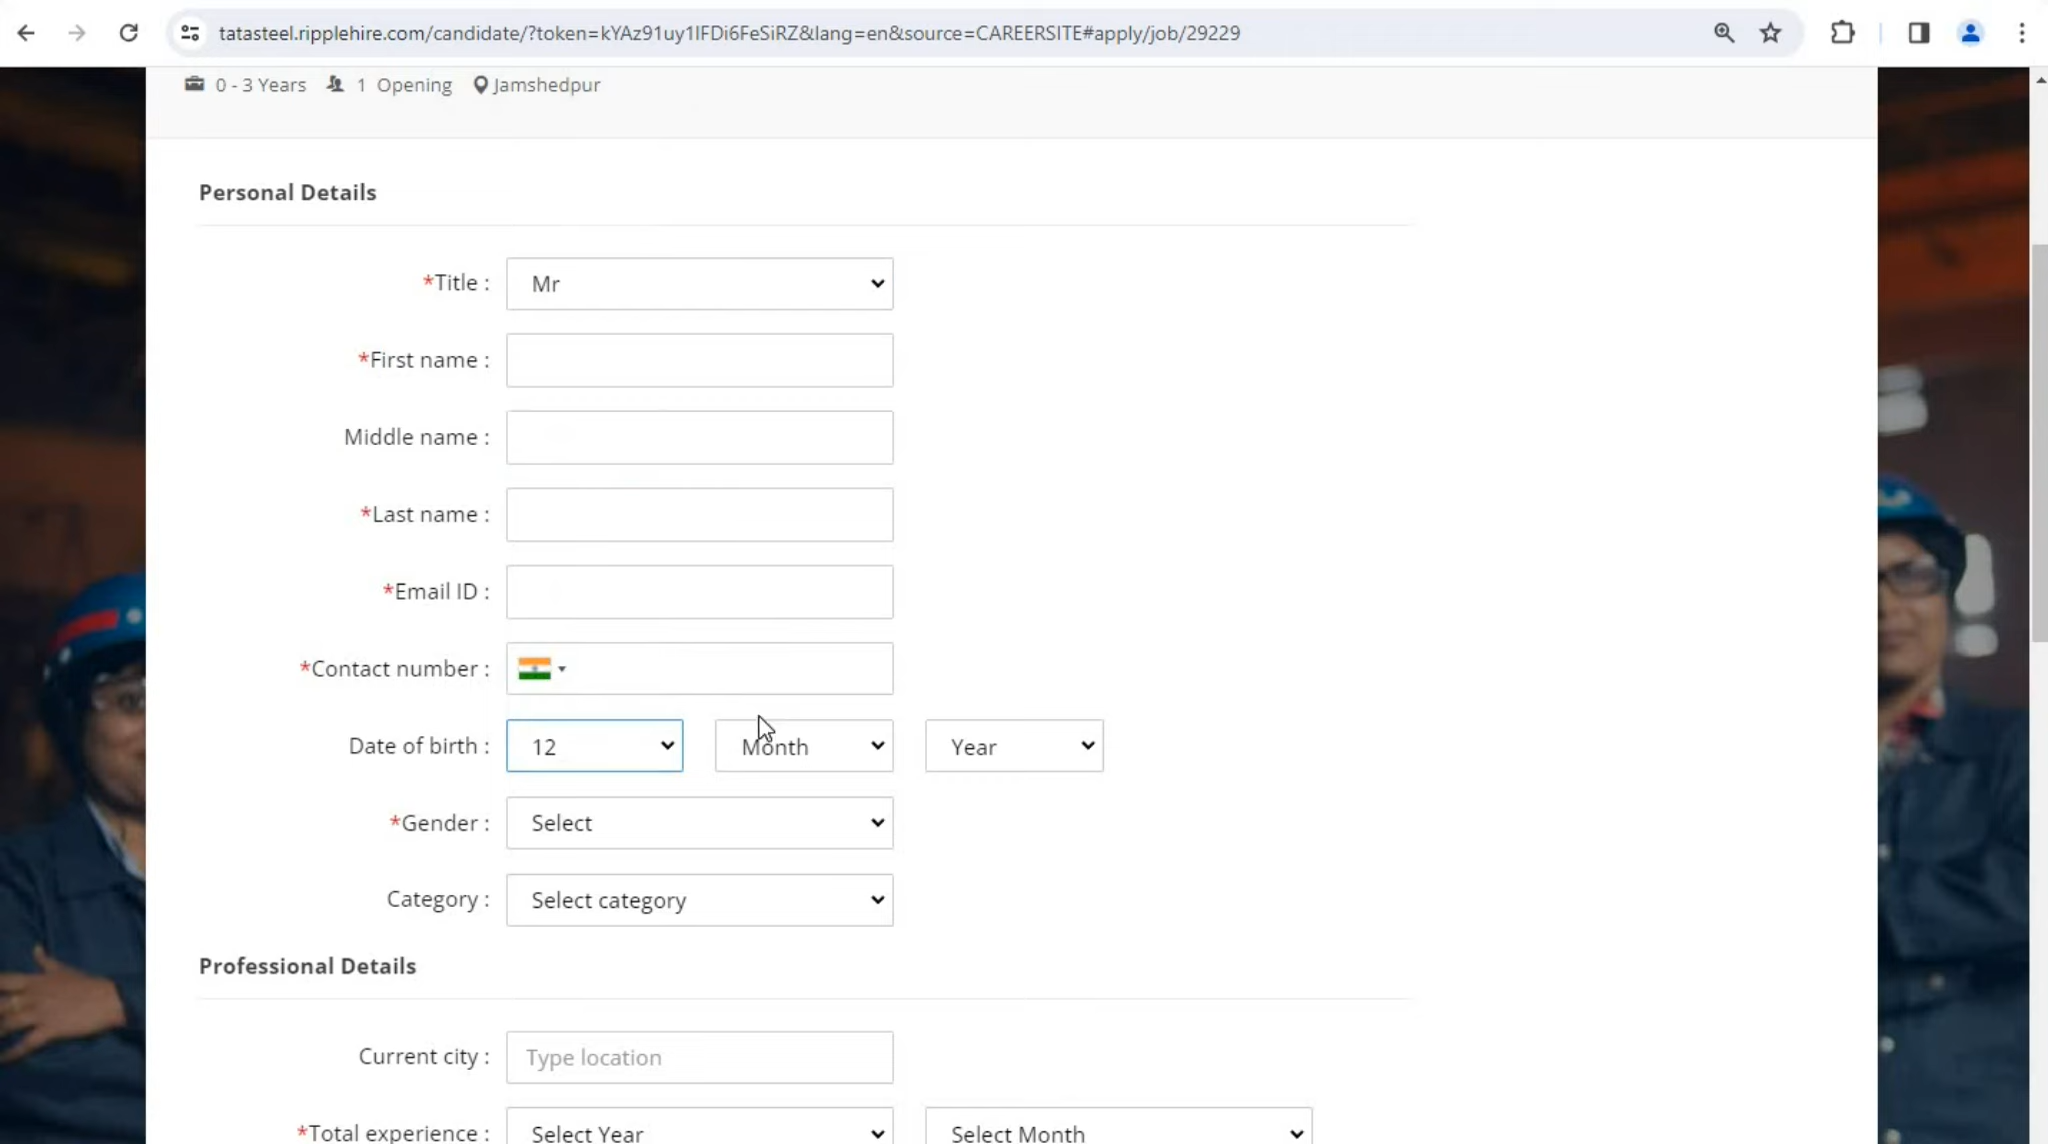 tatasteel.ripplehire.com/candidate/?token=kYAz91uy1IFDi6FeSiRZ&lang=en&source=CAREERSITE#apply/job/29229
0 - 3 Years 1 Opening Jamshedpur
Personal Details
*Title : Mr
*First name :
Middle name :
*Last name :
*Email ID :
*Contact number :
Date of birth : 12 Month Year
*Gender : Select
Category : Select category
Professional Details
Current city : Type location
*Total experience : Select Year Select Month